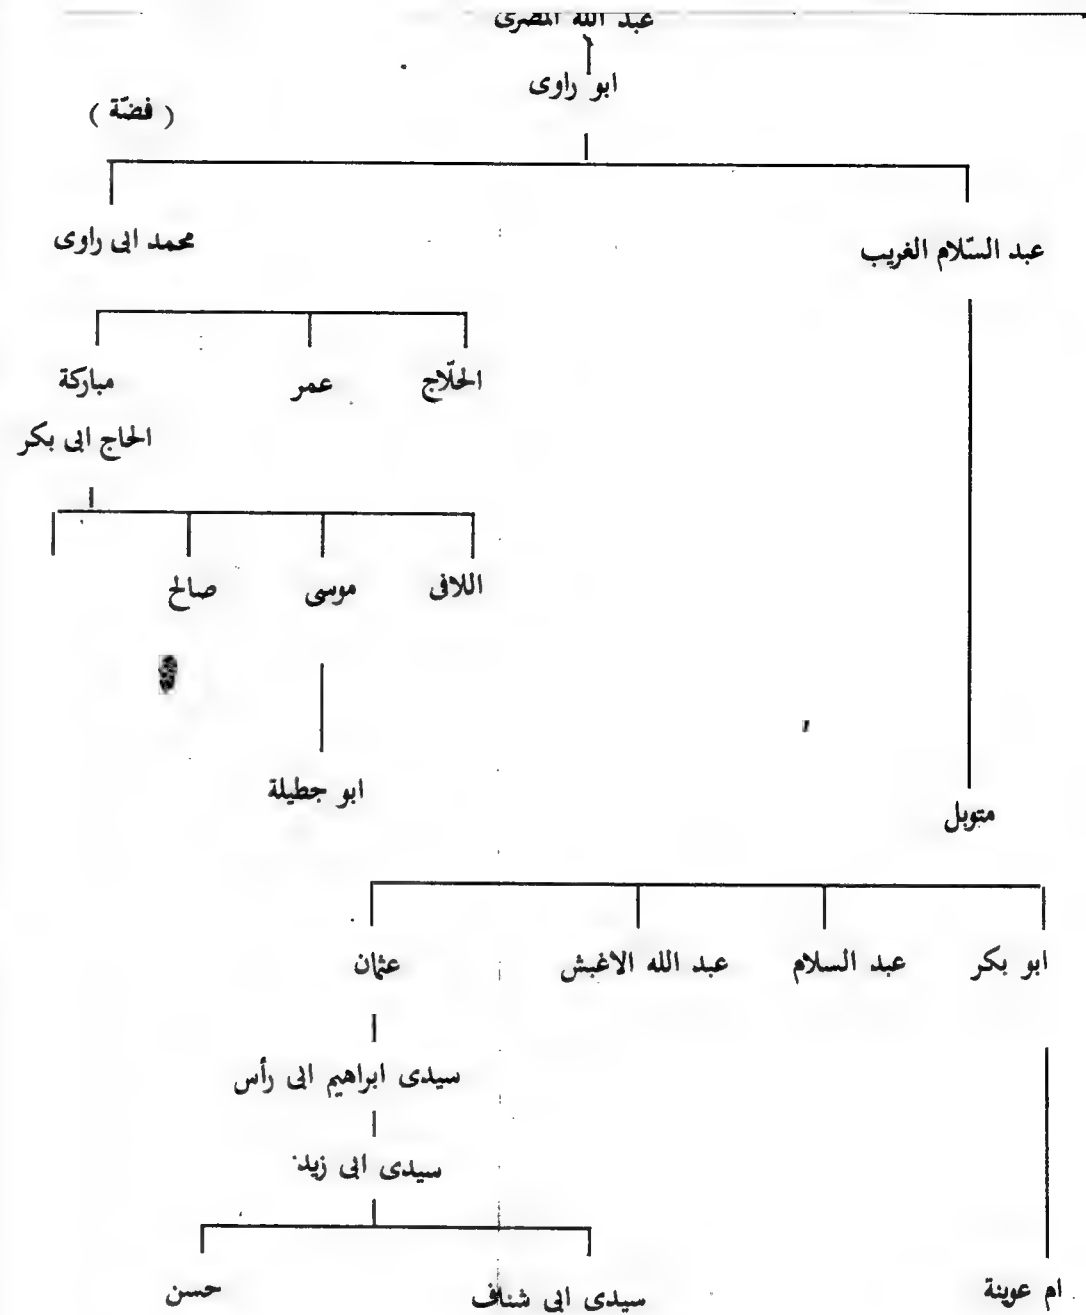 عبد الله المصرى
ابو راوى
( فضّة )
عبد السّلام الغريب
محمد ابى راوى
الحلّاج
عمر
مباركة
الحاج ابى بكر
اللافى
موسى
صالح
ابو جطيلة
متوبل
ابو بكر
عبد السلام
عبد الله الاغبش
عثمان
سيدى ابراهيم ابى رأس
سيدى ابى زيد
ام عوينة
سيدى ابى شناف
حسن